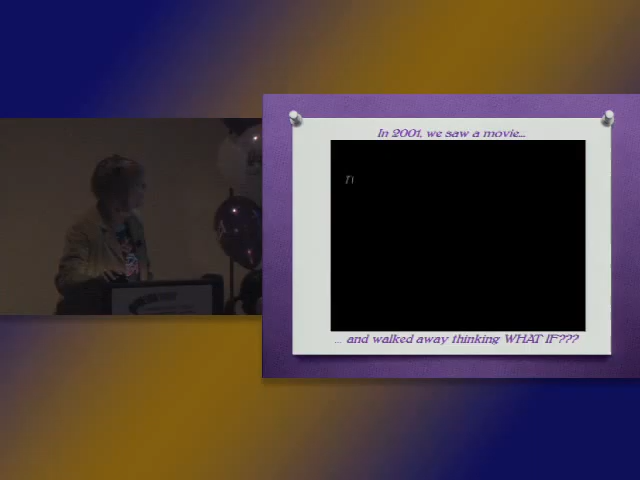 In 2001, we saw a movie...
... and walked away thinking WHAT IF???